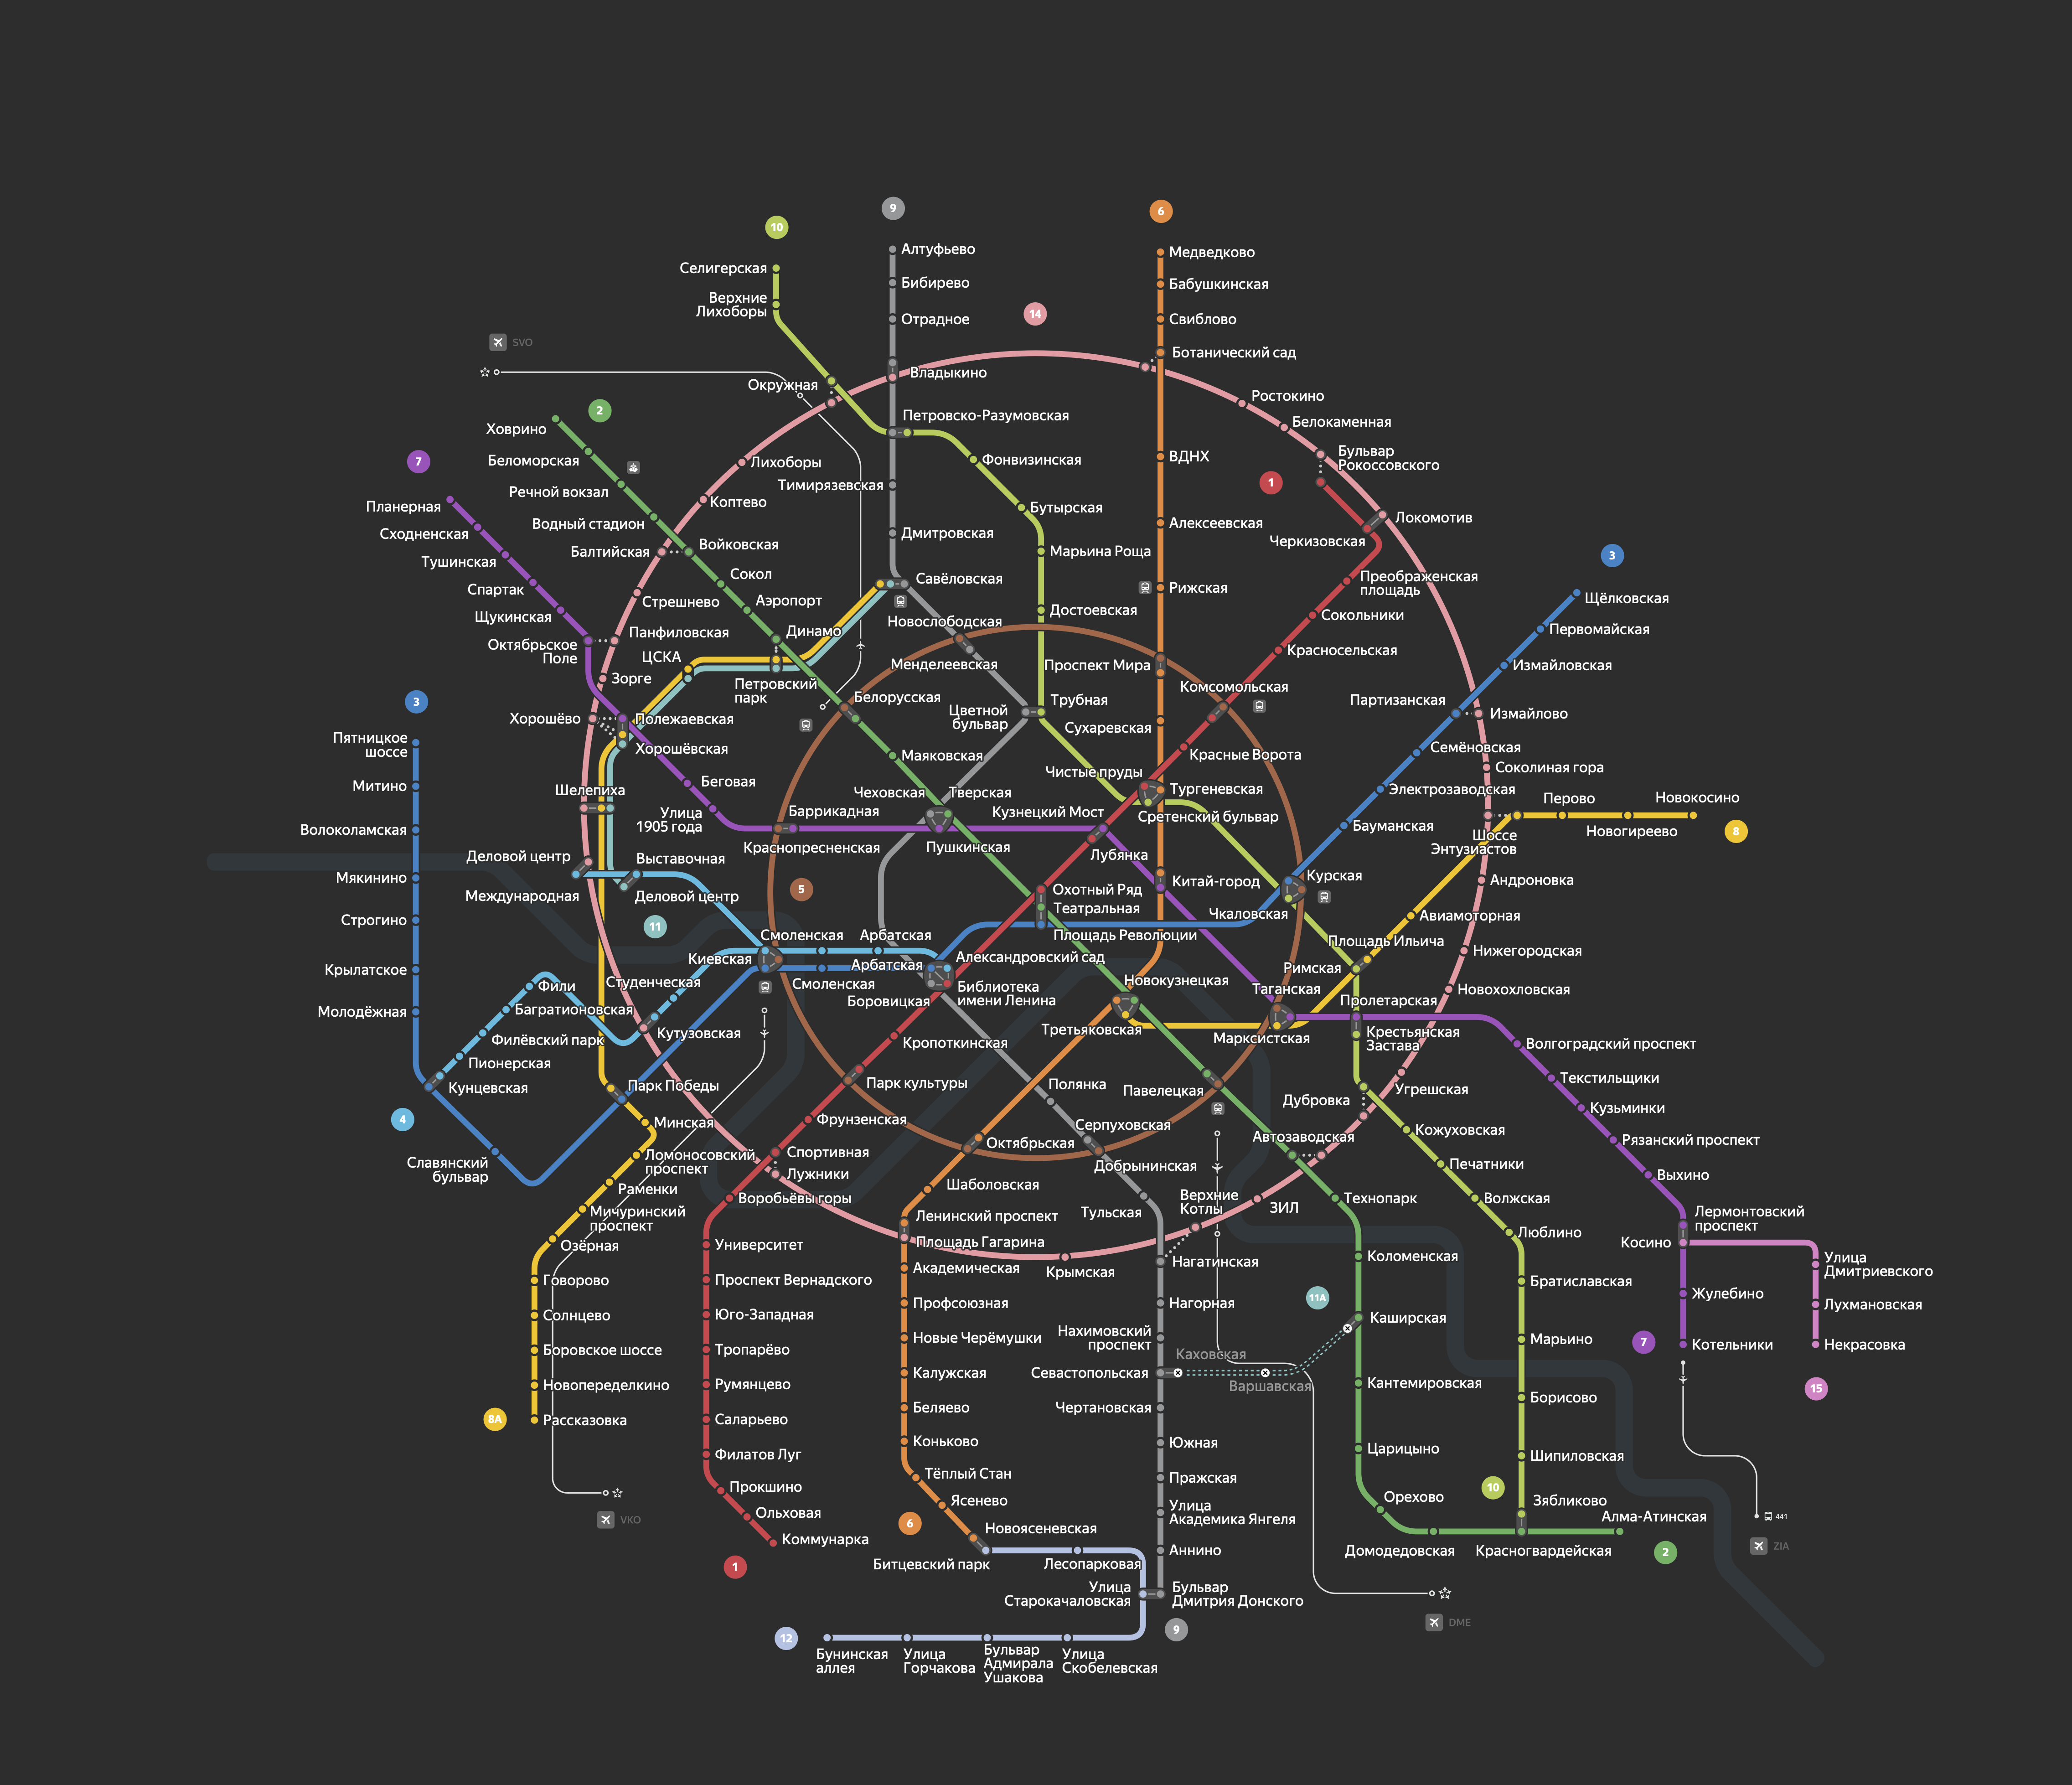 9
6
10
Алтуфьево
Медведково
Селигерская
Бибирево
Бабушкинская
Верхние
Лихоборы
14
Отрадное
Свиблово
SVO
Ботанический сад
Окружная
Владыкино
Ростокино
2
Петровско-Разумовская
Белокаменная
Ховрино
Бульвар
Рокоссовского
7
Беломорская
Лихоборы
Фонвизинская
ВДНХ
Тимирязевская
1
Речной вокзал
Коптево
Планерная
Бутырская
Водный стадион
Алексеевская
Локомотив
Сходненская
Дмитровская
Черкизовская
Балтийская
Войковская
Марьина Роща
3
Тушинская
Сокол
Савёловская
Преображенская
площадь
Спартак
Стрешнево
Аэропорт
Рижская
Щёлковская
Щукинская
Новослободская
Достоевская
Сокольники
Октябрьское
Поле
Панфиловская
Динамо
Первомайская
ЦСКА
Менделеевская
Проспект Мира
Красносельская
Измайловская
Зорге
Петровский
парк
Белорусская
Комсомольская
3
Цветной
бульвар
Трубная
Партизанская
Хорошёво
Полежаевская
Сухаревская
Измайлово
Пятницкое
шоссе
Хорошёвская
Маяковская
Красные Ворота
Семёновская
Чистые пруды
Соколиная гора
Митино
Беговая
Шелепиха
Чеховская
Тверская
Тургеневская
Электрозаводская
Перово
Новокосино
Улица
1905 года
Баррикадная
Кузнецкий Мост
Сретенский бульвар
Волоколамская
Бауманская
Новогиреево
8
Шоссе
Энтузиастов
Краснопресненская
Пушкинская
Лубянка
Деловой центр
Выставочная
Мякинино
5
Охотный Ряд
Китай-город
Курская
Андроновка
Международная
Деловой центр
Театральная
Чкаловская
Авиамоторная
Строгино
11
Смоленская
Арбатская
Площадь Революции
Площадь Ильича
Нижегородская
Киевская
Арбатская
Александровский сад
Римская
Крылатское
Студенческая
Смоленская
Библиотека
имени Ленина
Новокузнецкая
Таганская
Новохохловская
Фили
Боровицкая
Пролетарская
Молодёжная
Багратионовская
Кутузовская
Третьяковская
Марксистская
Крестьянская
Застава
Филёвский парк
Кропоткинская
Волгоградский проспект
Пионерская
Парк культуры
Полянка
Павелецкая
Текстильщики
Кунцевская
Парк Победы
Угрешская
Дубровка
4
Минская
Фрунзенская
Серпуховская
Кузьминки
Кожуховская
Октябрьская
Автозаводская
Рязанский проспект
Славянский
бульвар
Ломоносовский
проспект
Спортивная
Добрынинская
Печатники
Лужники
Выхино
Раменки
Шаболовская
Воробьёвы горы
Верхние
Котлы
Технопарк
Волжская
Мичуринский
проспект
Ленинский проспект
Тульская
ЗИЛ
Лермонтовский
проспект
Озёрная
Университет
Площадь Гагарина
Люблино
Косино
Академическая
Крымская
Нагатинская
Коломенская
Улица
Дмитриевского
Говорово
Проспект Вернадского
Братиславская
Профсоюзная
Нагорная
11А
Жулебино
Лухмановская
Солнцево
Юго-Западная
Каширская
Новые Черёмушки
Нахимовский
проспект
Марьино
7
Котельники
Некрасовка
Боровское шоссе
Тропарёво
Каховская
Калужская
Севастопольская
Варшавская
Кантемировская
15
Новопеределкино
Румянцево
Беляево
Чертановская
Борисово
8А
Рассказовка
Саларьево
Коньково
Южная
Царицыно
Филатов Луг
Шипиловская
Тёплый Стан
Пражская
Прокшино
10
Ясенево
Орехово
Зябликово
VKO
Ольховая
6
Улица
Академика Янгеля
Алма-Атинская
441
Новоясеневская
Коммунарка
Аннино
Домодедовская
Красногвардейская
2
ZIA
1
Битцевский парк
Лесопарковая
Улица
Старокачаловская
Бульвар
Дмитрия Донского
DME
12
9
Бунинская
аллея
Улица
Горчакова
Бульвар
Адмирала
Ушакова
Улица
Скобелевская